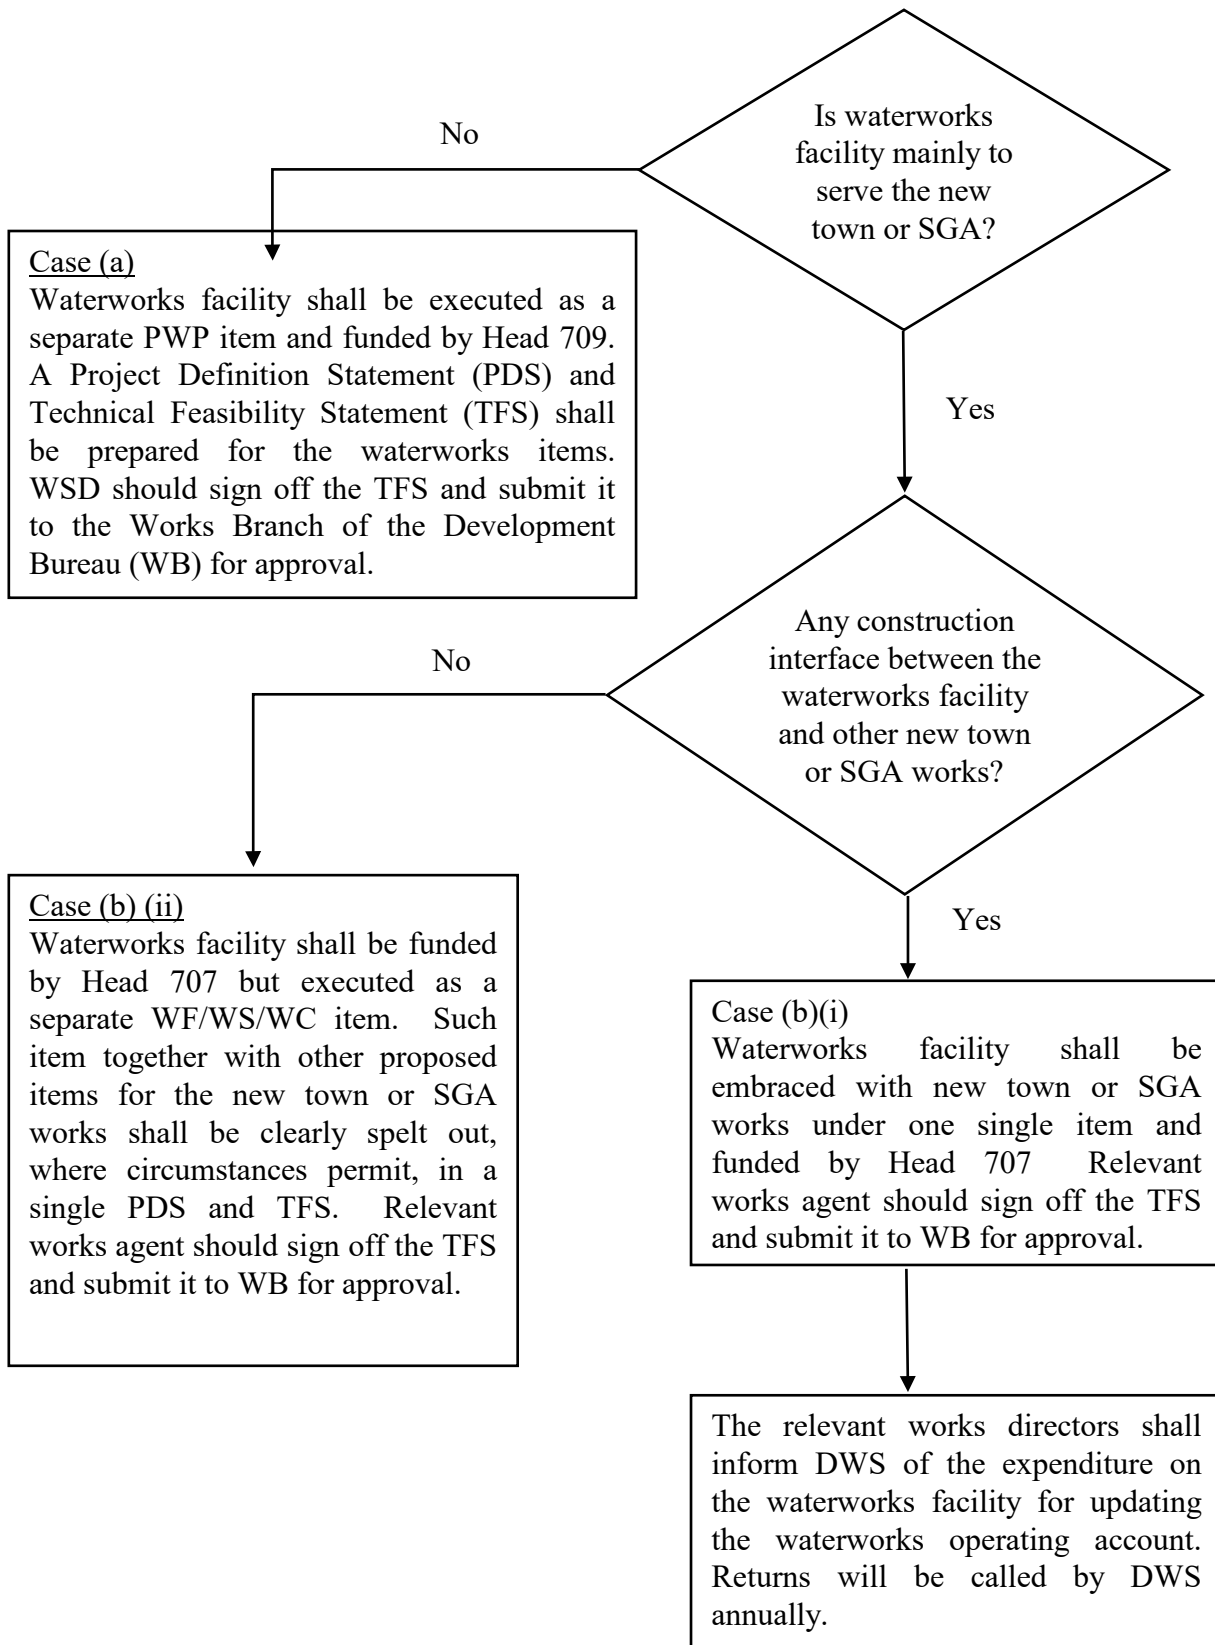 Is waterworks
facility mainly to
serve the new
town or SGA?
No
Case (a)
Waterworks facility shall be executed as a
separate PWP item and funded by Head 709.
A Project Definition Statement (PDS) and
Technical Feasibility Statement (TFS) shall
be prepared for the waterworks items.
WSD should sign off the TFS and submit it
to the Works Branch of the Development
Bureau (WB) for approval.
Yes
Any construction
interface between the
waterworks facility
and other new town
or SGA works?
No
Case (b) (ii)
Waterworks facility shall be funded
by Head 707 but executed as a
separate WF/WS/WC item. Such
item together with other proposed
items for the new town or SGA
works shall be clearly spelt out,
where circumstances permit, in a
single PDS and TFS. Relevant
works agent should sign off the TFS
and submit it to WB for approval.
Yes
Case (b)(i)
Waterworks facility shall be
embraced with new town or SGA
works under one single item and
funded by Head 707 Relevant
works agent should sign off the TFS
and submit it to WB for approval.
The relevant works directors shall
inform DWS of the expenditure on
the waterworks facility for updating
the waterworks operating account.
Returns will be called by DWS
annually.